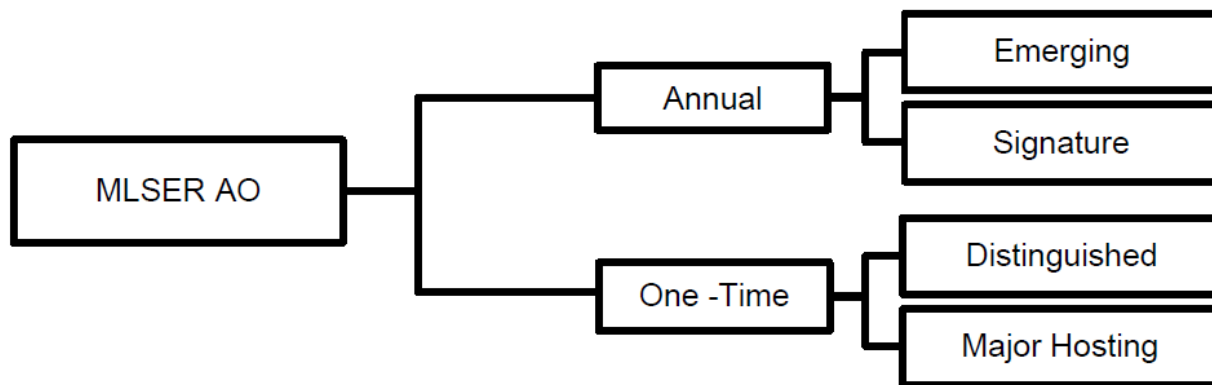 MLSER AO
Annual
Emerging
Signature
One -Time
Distinguished
Major Hosting